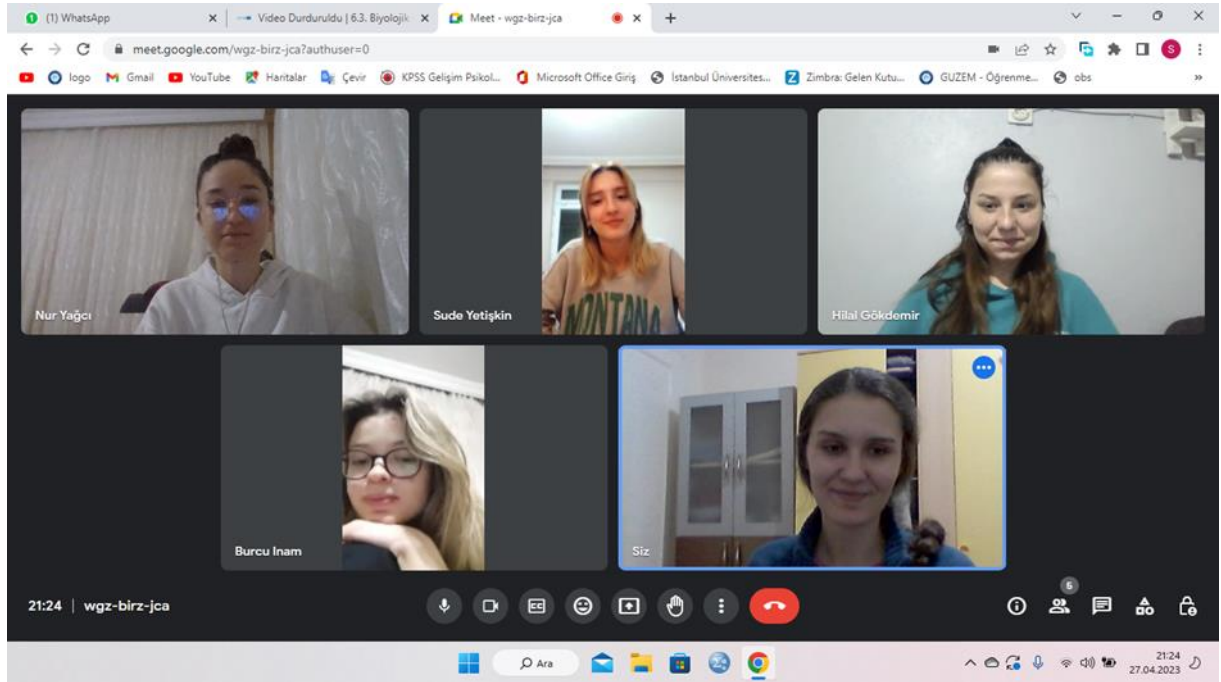 (1) WhatsApp
Video Durduruldu | 6.3. Biyolojik
Meet - wgz-birz-jca
meet.google.com/wgz-birz-jca?authuser=0
S
logo
Gmail
YouTube
Haritalar
Çevir
KPSS Gelişim Psikol...
Microsoft Office Giriş
İstanbul Üniversites...
Zimbra: Gelen Kutu...
GUZEM - Öğrenme...
obs
Nur Yağcı
Sude Yetişkin
MONTANA
Hilal Gökdemir
Burcu Inam
Siz
21:24 | wgz-birz-jca
CC
5
Ara
21:24
27.04.2023